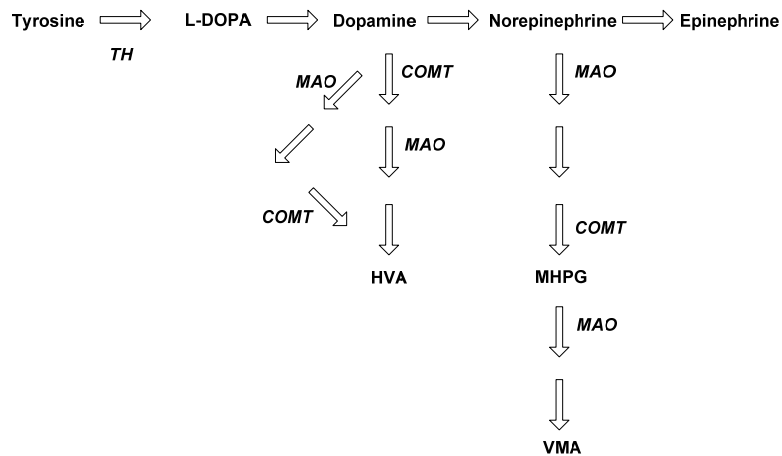 Tyrosine L-DOPA Dopamine Norepinephrine Epinephrine
TH
MAO COMT MAO
MAO
COMT COMT
HVA MHPG
MAO
VMA